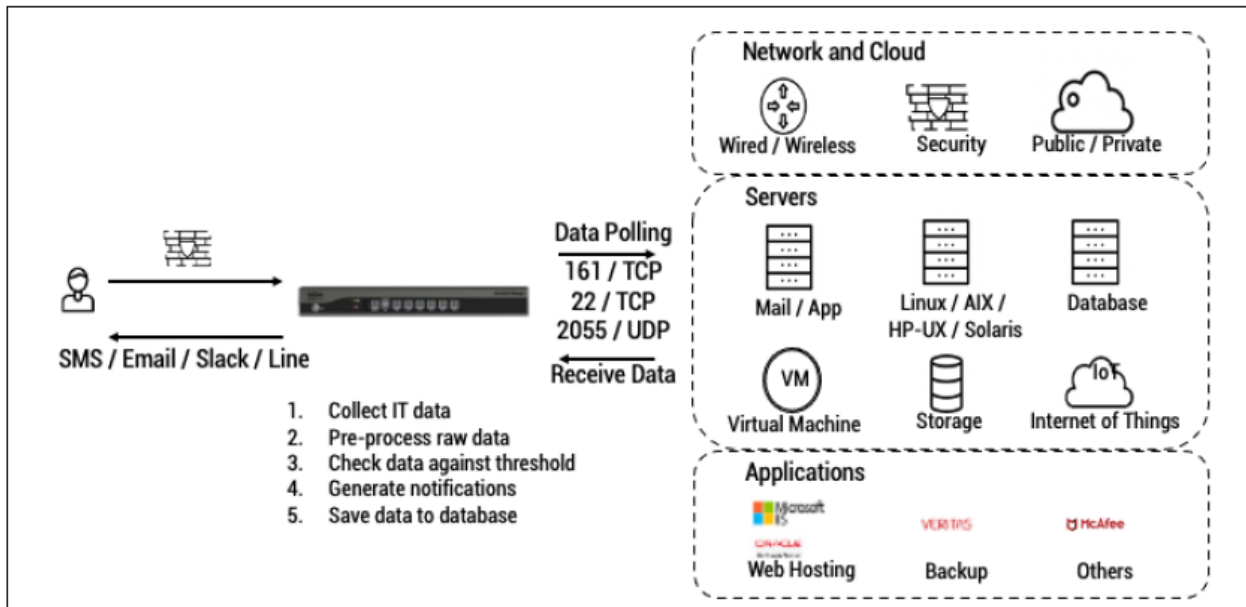 Network and Cloud
Wired / Wireless
Security
Public / Private
Servers
Mail / App
Linux / AIX /
HP-UX / Solaris
Database
VM
Virtual Machine
Storage
IoT
Internet of Things
Applications
Microsoft
IIS
ORACLE
Web Hosting
VERITAS
Backup
McAfee
Others
Data Polling
161 / TCP
22 / TCP
2055 / UDP
Receive Data
SMS / Email / Slack / Line
1. Collect IT data
2. Pre-process raw data
3. Check data against threshold
4. Generate notifications
5. Save data to database